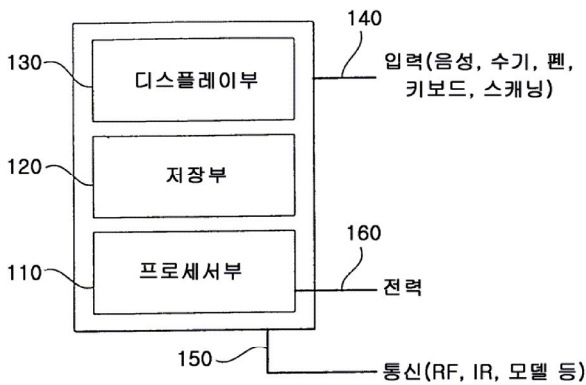 140
130
디스플레이부
입력(음성, 수기, 펜,
키보드, 스캐닝)
120
저장부
110
프로세서부
160
전력
150
통신(RF, IR, 모델 등)